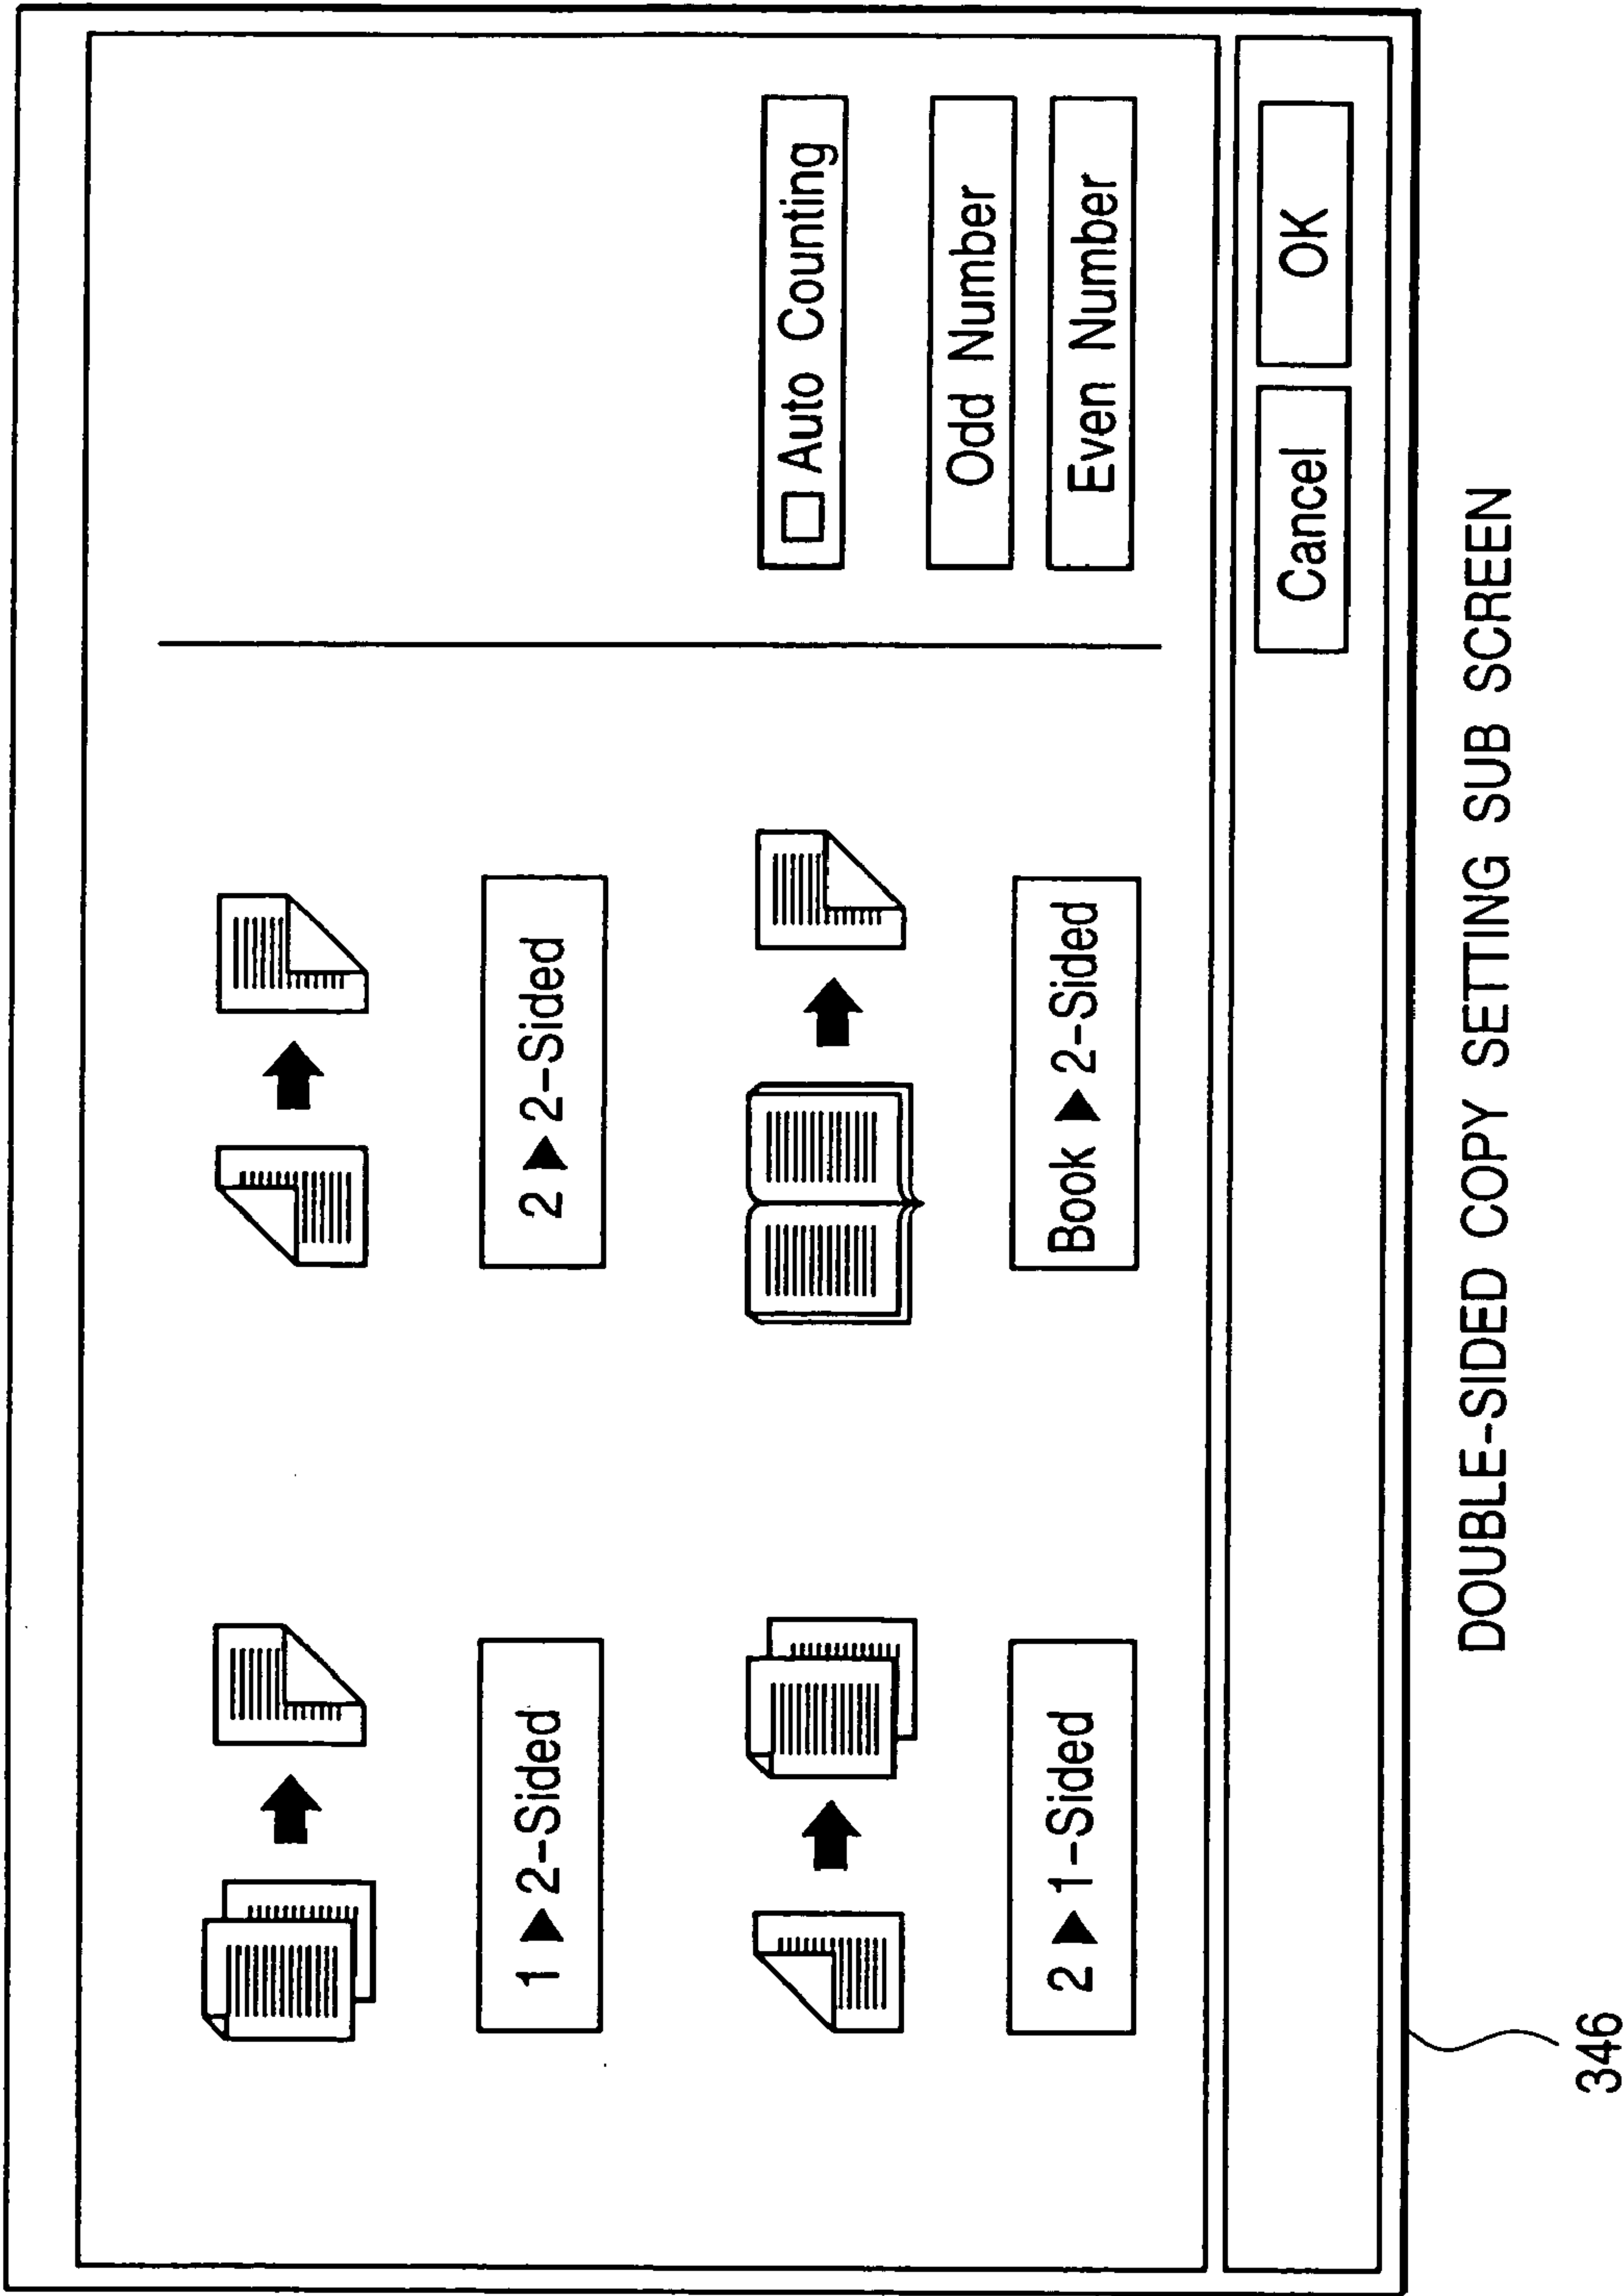 1 ▶ 2-Sided
2 ▶ 2-Sided
2 ▶ 1-Sided
Book ▶ 2-Sided
Auto Counting
Odd Number
Even Number
Cancel
OK
346
DOUBLE-SIDED COPY SETTING SUB SCREEN